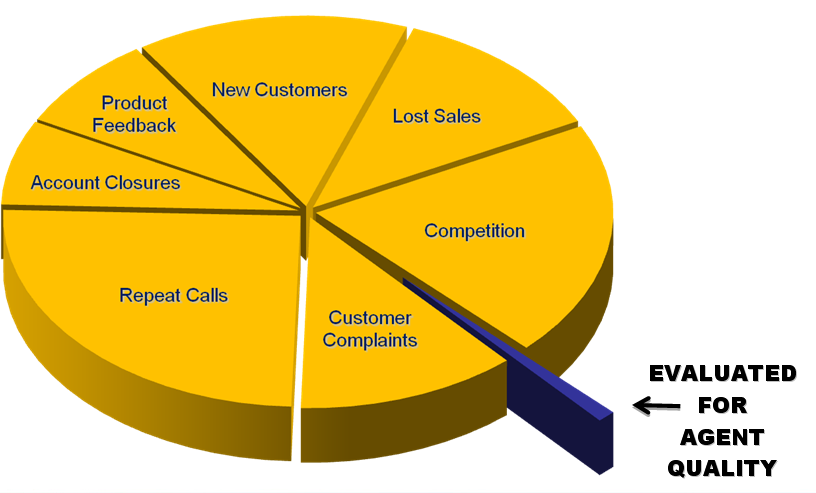 New Customers
Product
Feedback
Lost Sales
Account Closures
Competition
Repeat Calls
Customer
Complaints
EVALUATED
FOR
AGENT
QUALITY